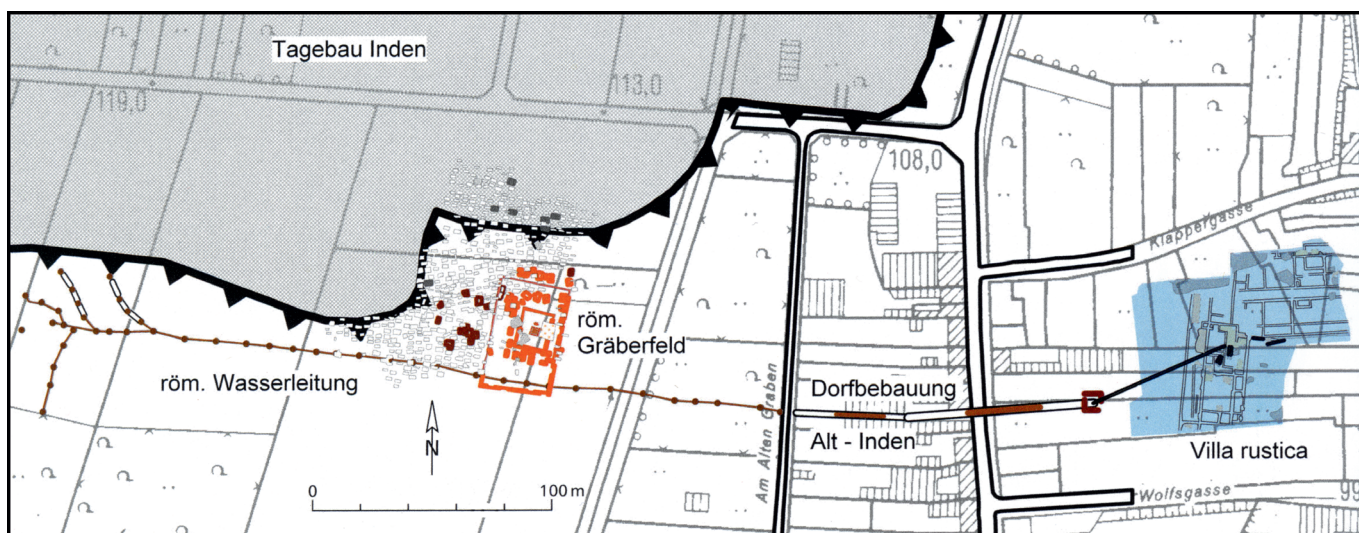 Tagebau Inden
119,0
113,0
108,0
Klappergasse
röm.
Gräberfeld
röm. Wasserleitung
Dorfbebauung
Alt - Inden
Am Alten Graben
Villa rustica
N
0
100 m
Wolfsgasse
99